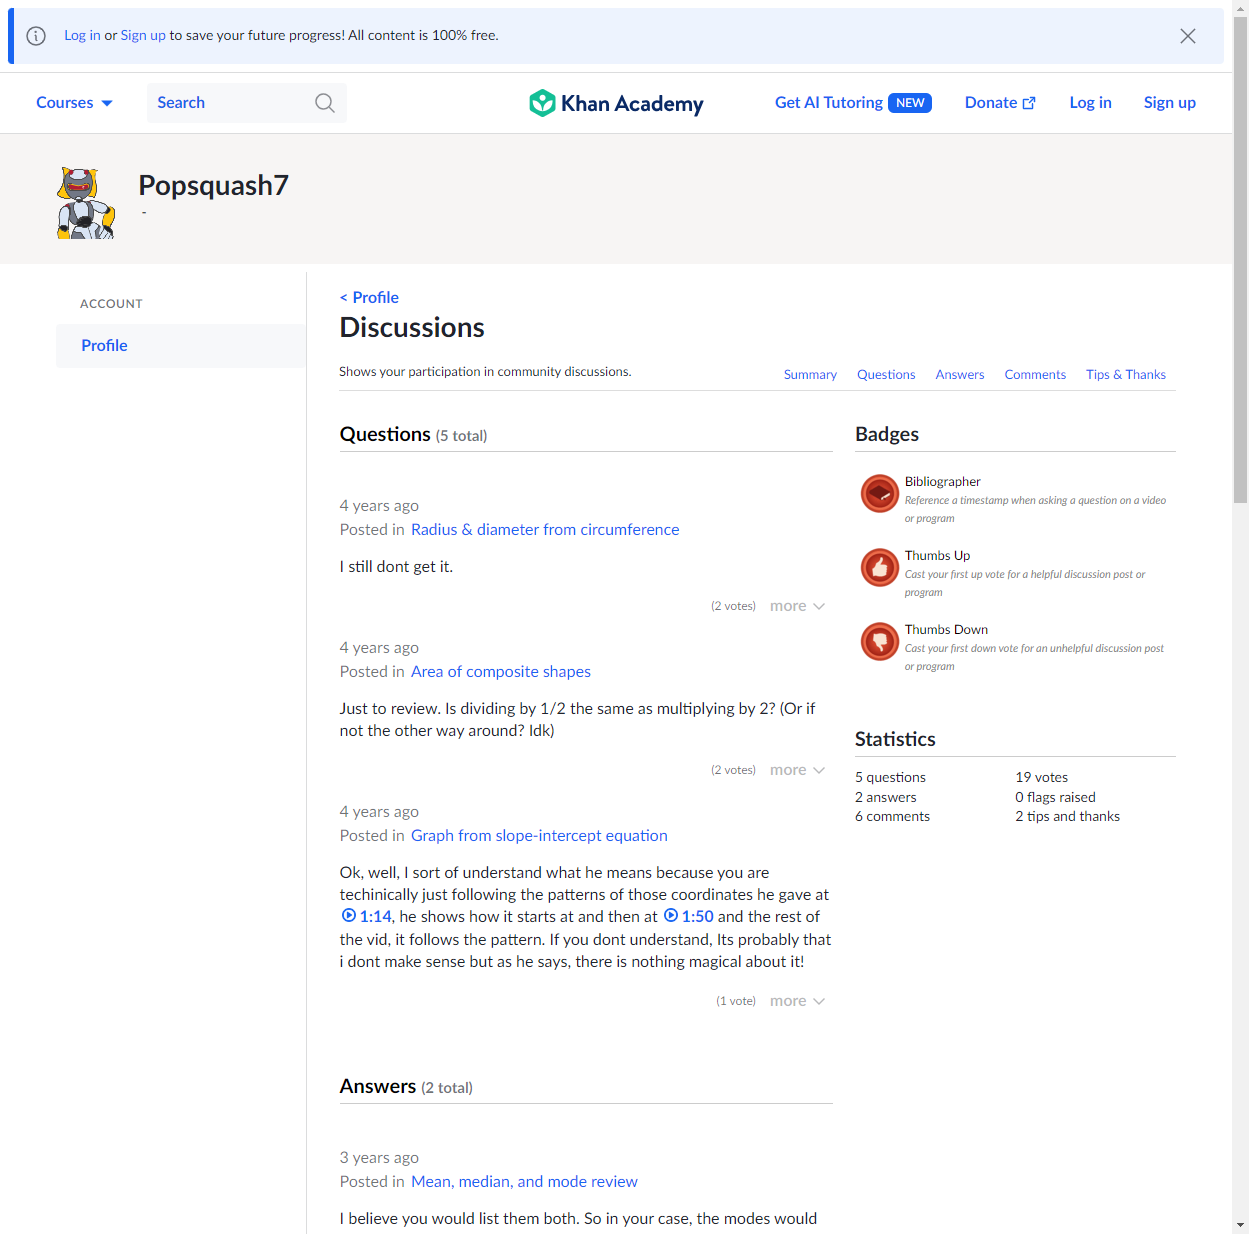 Log in or Sign up to save your future progress! All content is 100% free.
Courses
Search
Khan Academy
Get AI Tutoring NEW
Donate
Log in
Sign up
Popsquash7
-
ACCOUNT
Profile
< Profile
Discussions
Shows your participation in community discussions.
Summary
Questions
Answers
Comments
Tips & Thanks
Questions (5 total)
4 years ago
Posted in Radius & diameter from circumference
I still dont get it.
(2 votes) more
4 years ago
Posted in Area of composite shapes
Just to review. Is dividing by 1/2 the same as multiplying by 2? (Or if
not the other way around? Idk)
(2 votes) more
4 years ago
Posted in Graph from slope-intercept equation
Ok, well, I sort of understand what he means because you are
techinically just following the patterns of those coordinates he gave at
1:14, he shows how it starts at and then at 1:50 and the rest of
the vid, it follows the pattern. If you dont understand, Its probably that
i dont make sense but as he says, there is nothing magical about it!
(1 vote) more
Answers (2 total)
3 years ago
Posted in Mean, median, and mode review
I believe you would list them both. So in your case, the modes would
Badges
Bibliographer
Reference a timestamp when asking a question on a video
or program
Thumbs Up
Cast your first up vote for a helpful discussion post or
program
Thumbs Down
Cast your first down vote for an unhelpful discussion post
or program
Statistics
5 questions
2 answers
6 comments
19 votes
0 flags raised
2 tips and thanks